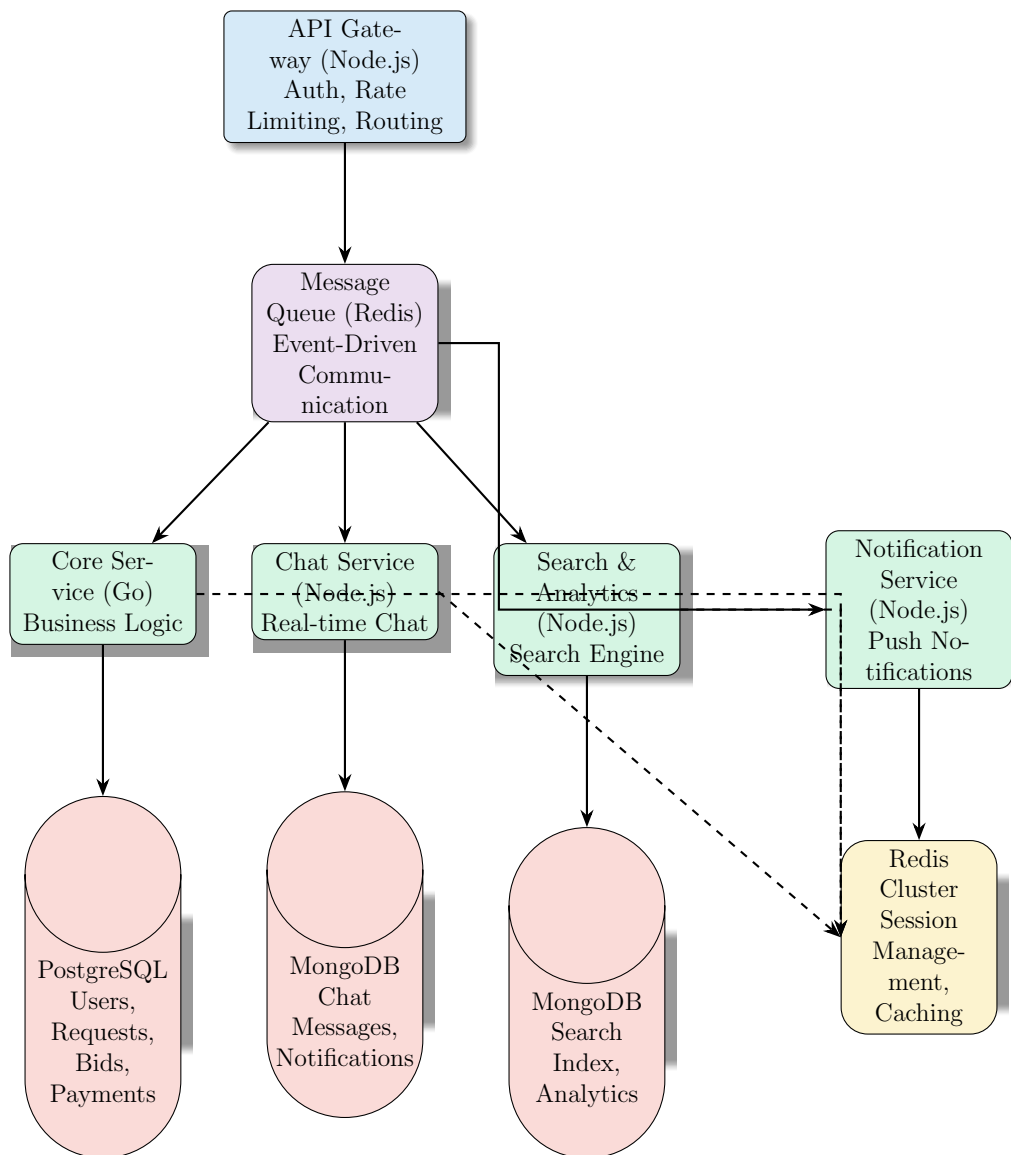 API Gate-
way (Node.js)
Auth, Rate
Limiting, Routing
Message
Queue (Redis)
Event-Driven
Commu-
nication
Core Ser-
vice (Go)
Business Logic
Chat Service
(Node.js)
Real-time Chat
Search &
Analytics
(Node.js)
Search Engine
Notification
Service
(Node.js)
Push No-
tifications
PostgreSQL
Users,
Requests,
Bids,
Payments
MongoDB
Chat
Messages,
Notifications
MongoDB
Search
Index,
Analytics
Redis
Cluster
Session
Manage-
ment,
Caching